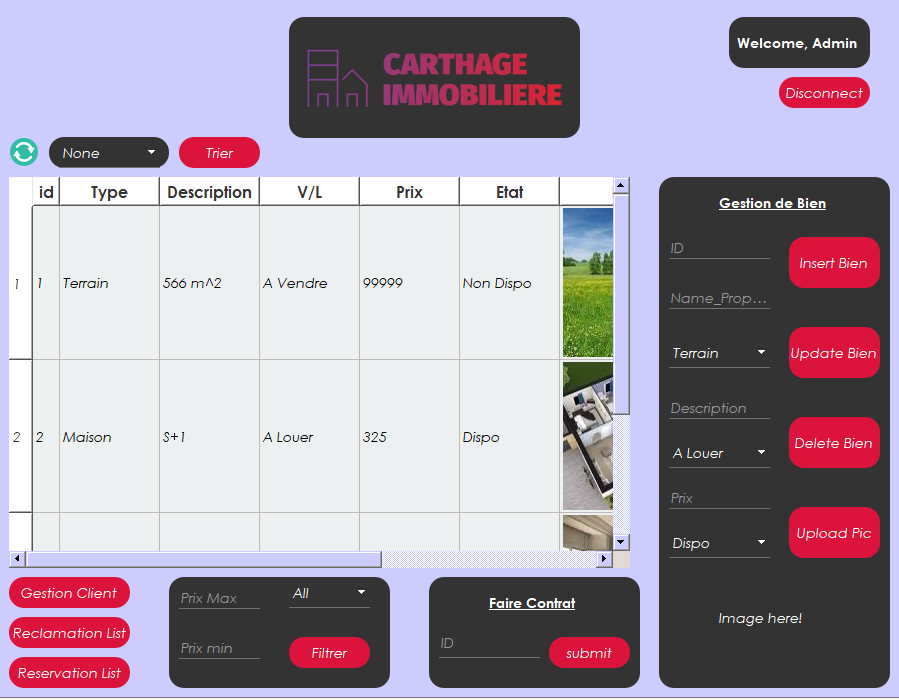 CARTHAGE
IMMOBILIERE
Welcome, Admin
Disconnect
None
Trier
id Type Description V/L Prix Etat
1 1 Terrain 566 m^2 A Vendre 99999 Non Dispo
2 2 Maison S+1 A Louer 325 Dispo
Gestion de Bien
ID
Insert Bien
Name_Prop...
Terrain
Update Bien
Description
A Louer
Delete Bien
Prix
Dispo
Upload Pic
Image here!
Gestion Client
Reclamation List
Reservation List
Prix Max
All
Prix min
Filtrer
Faire Contrat
ID
submit